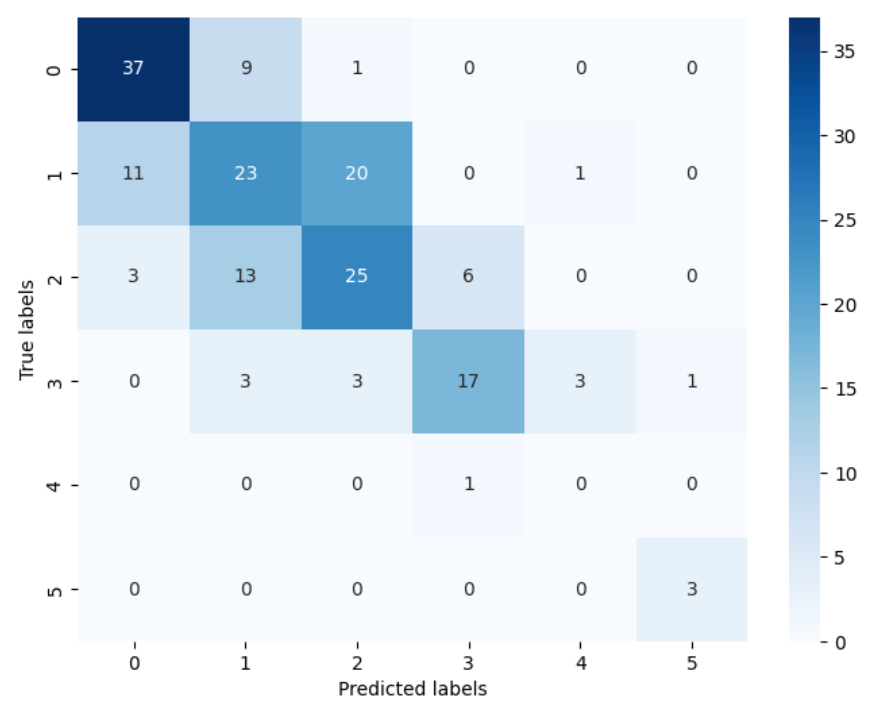 0 37 9 1 0 0 0
1 11 23 20 0 1 0
2 3 13 25 6 0 0
3 0 3 3 17 3 1
4 0 0 0 1 0 0
5 0 0 0 0 0 3
0 1 2 3 4 5
True labels
Predicted labels
35
30
25
20
15
10
5
0